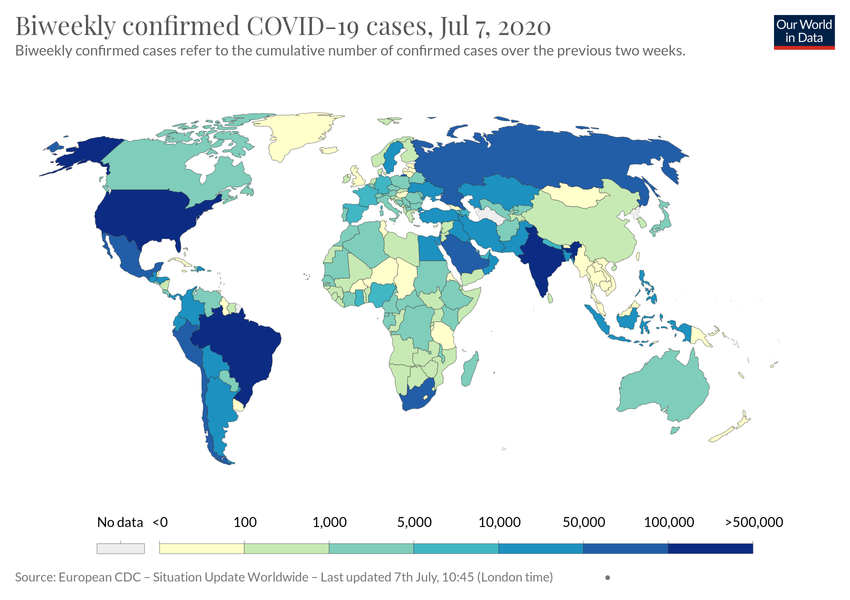 Biweekly confirmed COVID-19 cases, Jul 7, 2020
Biweekly confirmed cases refer to the cumulative number of confirmed cases over the previous two weeks.
Our World
in Data
No data <0 100 1,000 5,000 10,000 50,000 100,000 >500,000
Source: European CDC – Situation Update Worldwide – Last updated 7th July, 10:45 (London time) •